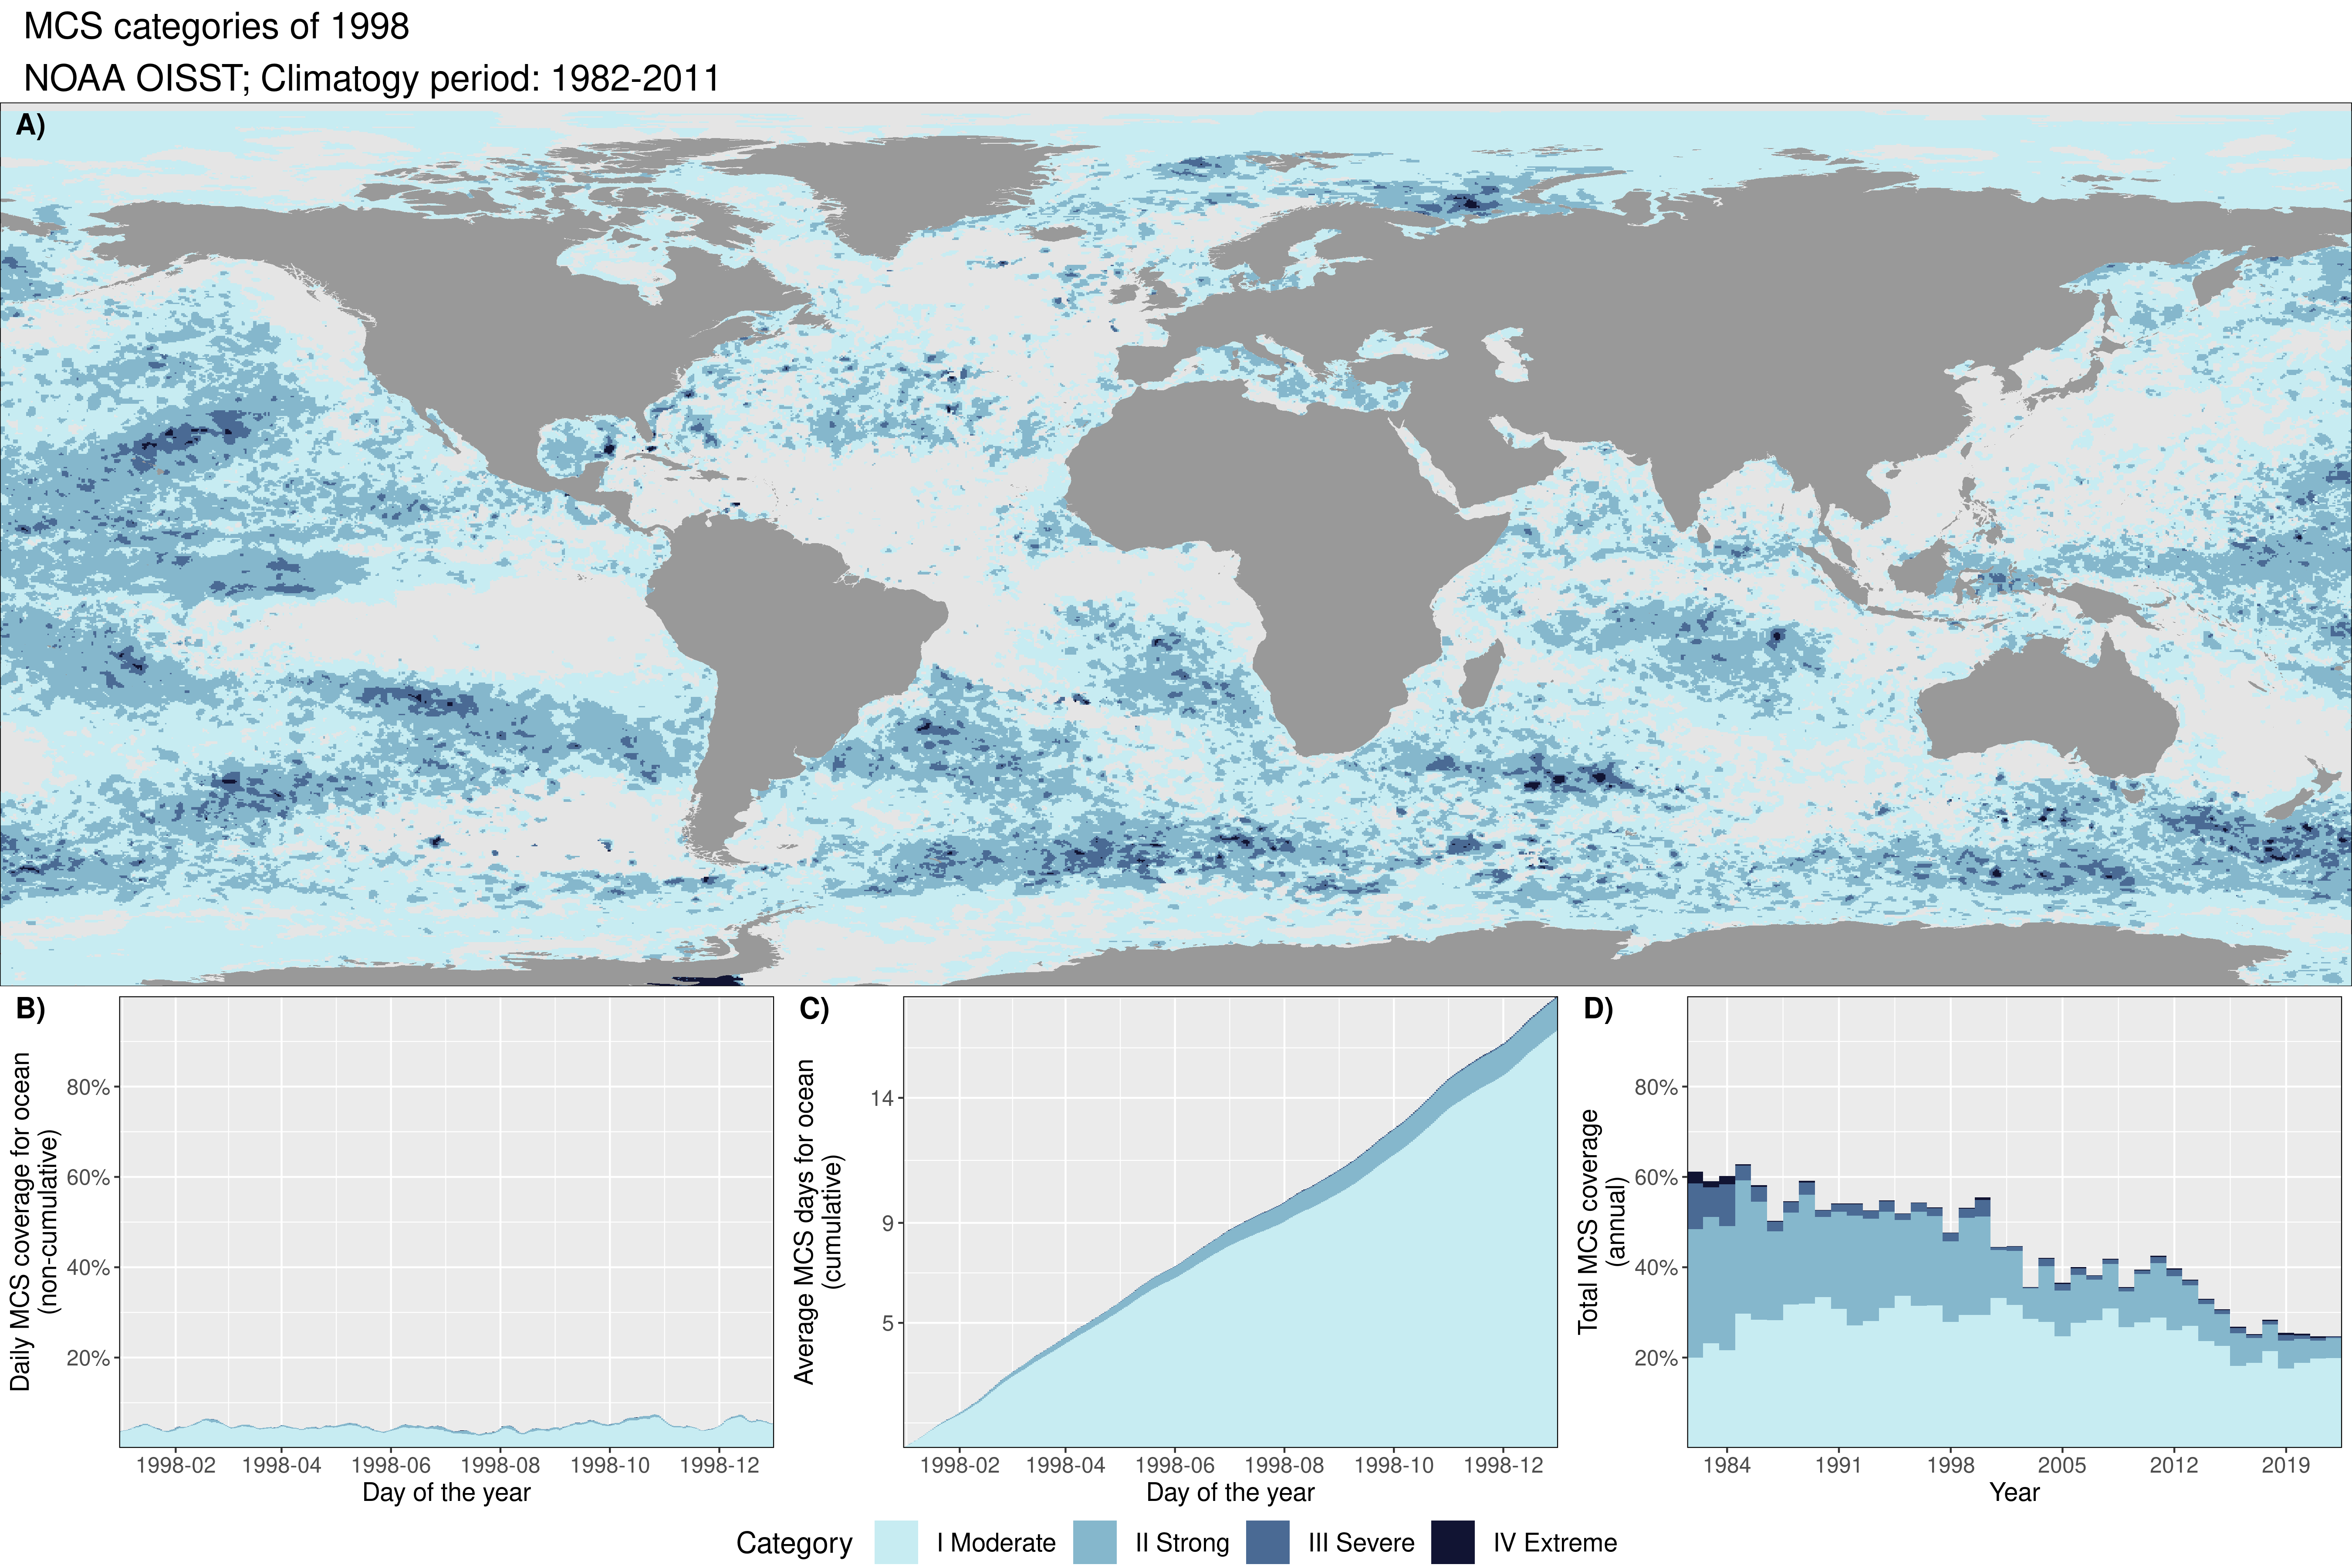 MCS categories of 1998
NOAA OISST; Climatogy period: 1982-2011
A)
B)
Daily MCS coverage for ocean
(non-cumulative)
80%
60%
40%
20%
1998-02 1998-04 1998-06 1998-08 1998-10 1998-12
Day of the year
C)
Average MCS days for ocean
(cumulative)
14
9
5
1998-02 1998-04 1998-06 1998-08 1998-10 1998-12
Day of the year
D)
Total MCS coverage
(annual)
80%
60%
40%
20%
1984 1991 1998 2005 2012 2019
Year
Category I Moderate II Strong III Severe IV Extreme